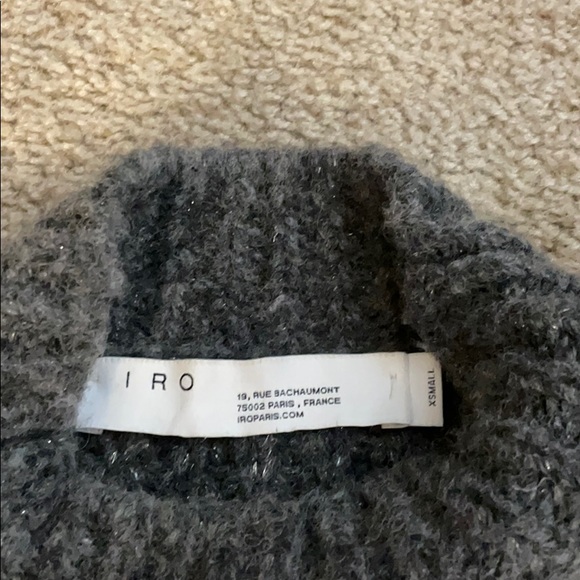 IRO
19, RUE BACHAUMONT
75002 PARIS , FRANCE
IROPARIS.COM
XSMALL